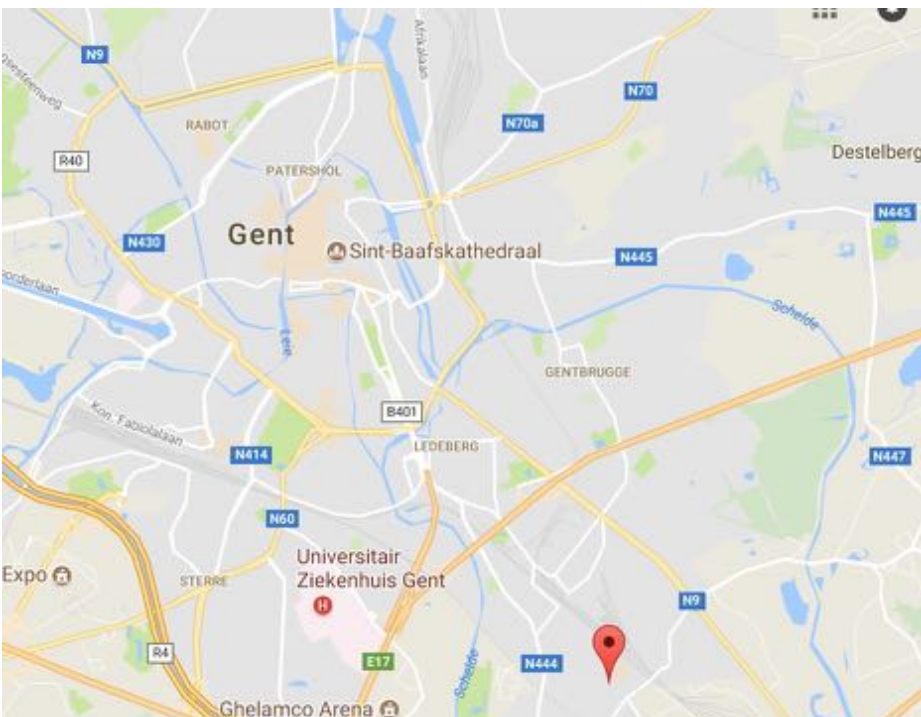 N9
Afrikalaan
N70
N70a
RABOT
R40
Destelberg
PATERSHOL
N445
Gent
N430
Sint-Baafskathedraal
N445
Schelde
Leie
GENTBRUGGE
B401
Kon. Fabiolalaan
LEDEBERG
N414
N447
N60
Universitair
Ziekenhuis Gent
Expo
STERRE
H
N9
R4
E17
N444
Schelde
Ghelamco Arena